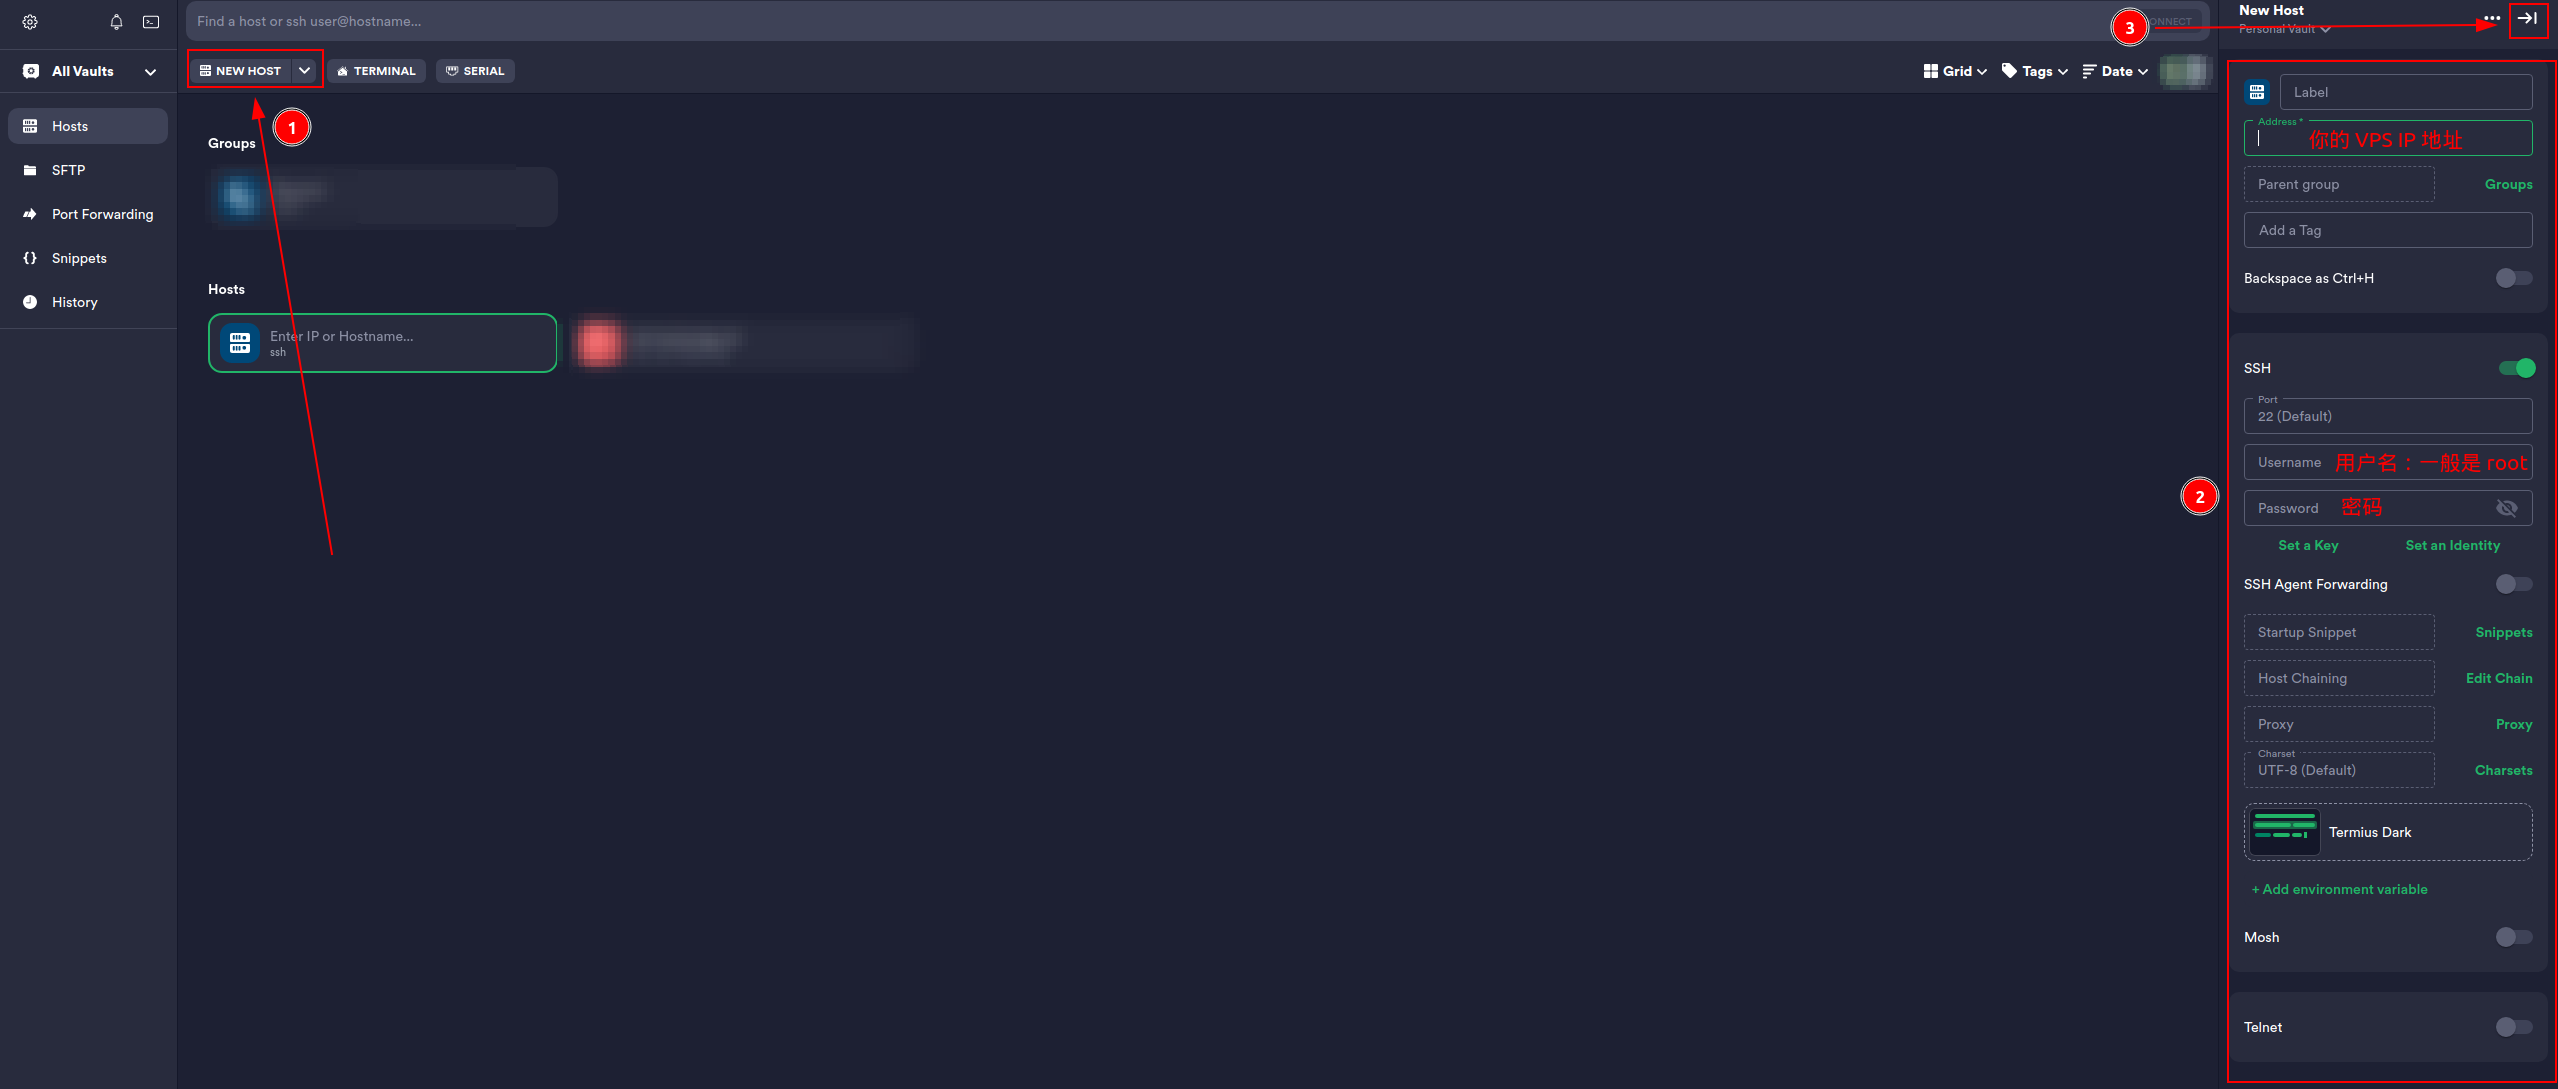 Find a host or ssh user@hostname...
3
New Host
Personal Vault
All Vaults
NEW HOST
TERMINAL
SERIAL
Grid
Tags
Date
1
Hosts
SFTP
Port Forwarding
Snippets
History
Groups
Hosts
Enter IP or Hostname...
ssh
2
Label
Address *
你的 VPS IP 地址
Parent group
Groups
Add a Tag
Backspace as Ctrl+H
SSH
Port
22 (Default)
Username 用户名：一般是 root
Password 密码
Set a Key
Set an Identity
SSH Agent Forwarding
Startup Snippet
Snippets
Host Chaining
Edit Chain
Proxy
Proxy
Charset
UTF-8 (Default)
Charsets
Termius Dark
+ Add environment variable
Mosh
Telnet